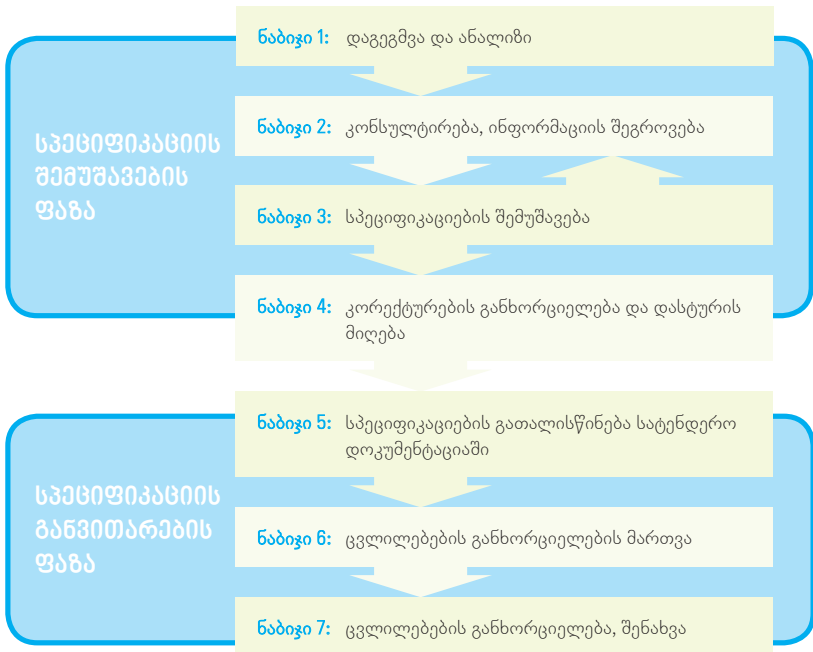 ნაბიჯი 1: დაგეგმვა და ანალიზი
ნაბიჯი 2: კონსულტირება, ინფორმაციის შეგროვება
სპეციფიკაციის
შემუშავების
ფაზა
ნაბიჯი 3: სპეციფიკაციების შემუშავება
ნაბიჯი 4: კორექტურების განხორციელება და დასტურის
მიღება
ნაბიჯი 5: სპეციფიკაციების გათალისწინება სატენდერო
დოკუმენტაციაში
სპეციფიკაციის
განვითარების
ფაზა
ნაბიჯი 6: ცვლილებების განხორციელების მართვა
ნაბიჯი 7: ცვლილებების განხორციელება, შენახვა